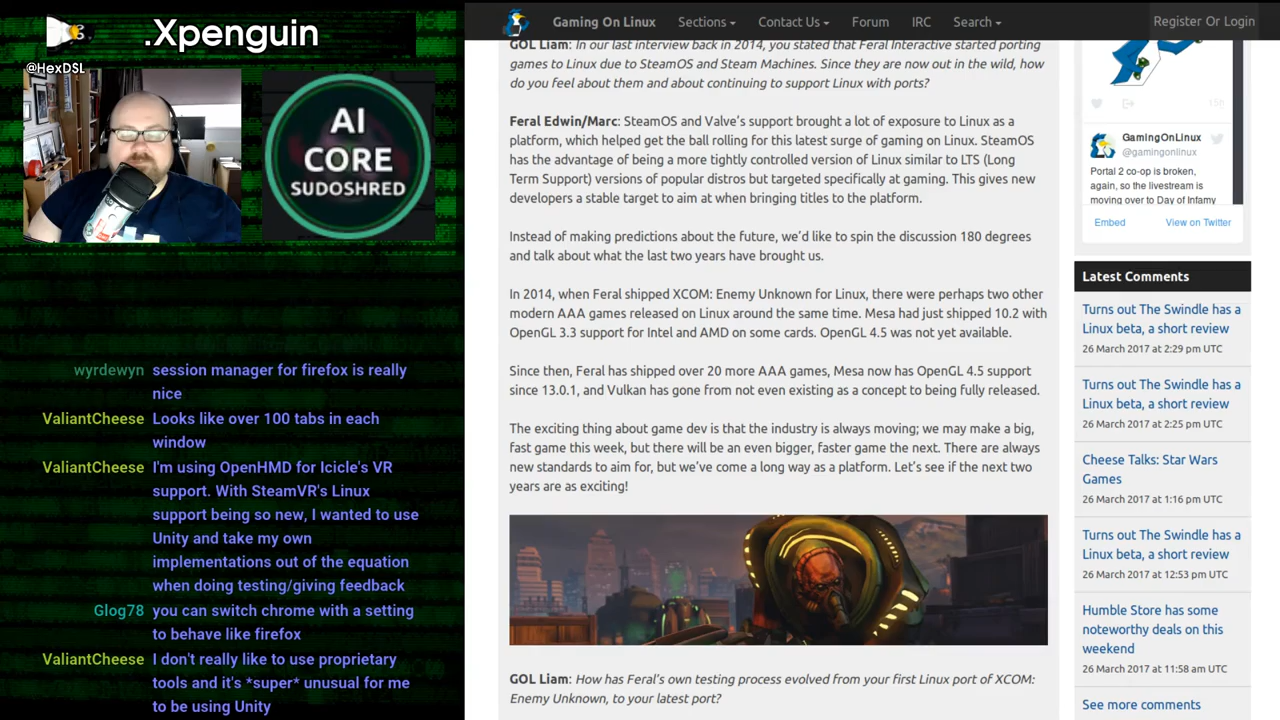 .Xpenguin
@HexDSL
AI
CORE
SUDOSHRED
wyrdewyn session manager for firefox is really
nice
ValiantCheese Looks like over 100 tabs in each
window
ValiantCheese I'm using OpenHMD for Icicle's VR
support. With SteamVR's Linux
support being so new, I wanted to use
Unity and take my own
implementations out of the equation
when doing testing/giving feedback
Glog78 you can switch chrome with a setting
to behave like firefox
ValiantCheese I don't really like to use proprietary
tools and it's *super* unusual for me
to be using Unity
Gaming On Linux Sections Contact Us Forum IRC Search Register Or Login
GOL Liam: In our last interview back in 2014, you stated that Feral Interactive started porting
games to Linux due to SteamOS and Steam Machines. Since they are now out in the wild, how
do you feel about them and about continuing to support Linux with ports?
Feral Edwin/Marc: SteamOS and Valve's support brought a lot of exposure to Linux as a
platform, which helped get the ball rolling for this latest surge of gaming on Linux. SteamOS
has the advantage of being a more tightly controlled version of Linux similar to LTS (Long
Term Support) versions of popular distros but targeted specifically at gaming. This gives new
developers a stable target to aim at when bringing titles to the platform.
Instead of making predictions about the future, we'd like to spin the discussion 180 degrees
and talk about what the last two years have brought us.
In 2014, when Feral shipped XCOM: Enemy Unknown for Linux, there were perhaps two other
modern AAA games released on Linux around the same time. Mesa had just shipped 10.2 with
OpenGL 3.3 support for Intel and AMD on some cards. OpenGL 4.5 was not yet available.
Since then, Feral has shipped over 20 more AAA games, Mesa now has OpenGL 4.5 support
since 13.0.1, and Vulkan has gone from not even existing as a concept to being fully released.
The exciting thing about game dev is that the industry is always moving; we may make a big,
fast game this week, but there will be an even bigger, faster game the next. There are always
new standards to aim for, but we've come a long way as a platform. Let's see if the next two
years are as exciting!
GOL Liam: How has Feral's own testing process evolved from your first Linux port of XCOM:
Enemy Unknown, to your latest port?
15h
GamingOnLinux
@gamingonlinux
Portal 2 co-op is broken,
again, so the livestream is
moving over to Day of Infamy
Embed View on Twitter
Latest Comments
Turns out The Swindle has a
Linux beta, a short review
26 March 2017 at 2:29 pm UTC
Turns out The Swindle has a
Linux beta, a short review
26 March 2017 at 2:25 pm UTC
Cheese Talks: Star Wars
Games
26 March 2017 at 1:16 pm UTC
Turns out The Swindle has a
Linux beta, a short review
26 March 2017 at 12:53 pm UTC
Humble Store has some
noteworthy deals on this
weekend
26 March 2017 at 11:58 am UTC
See more comments